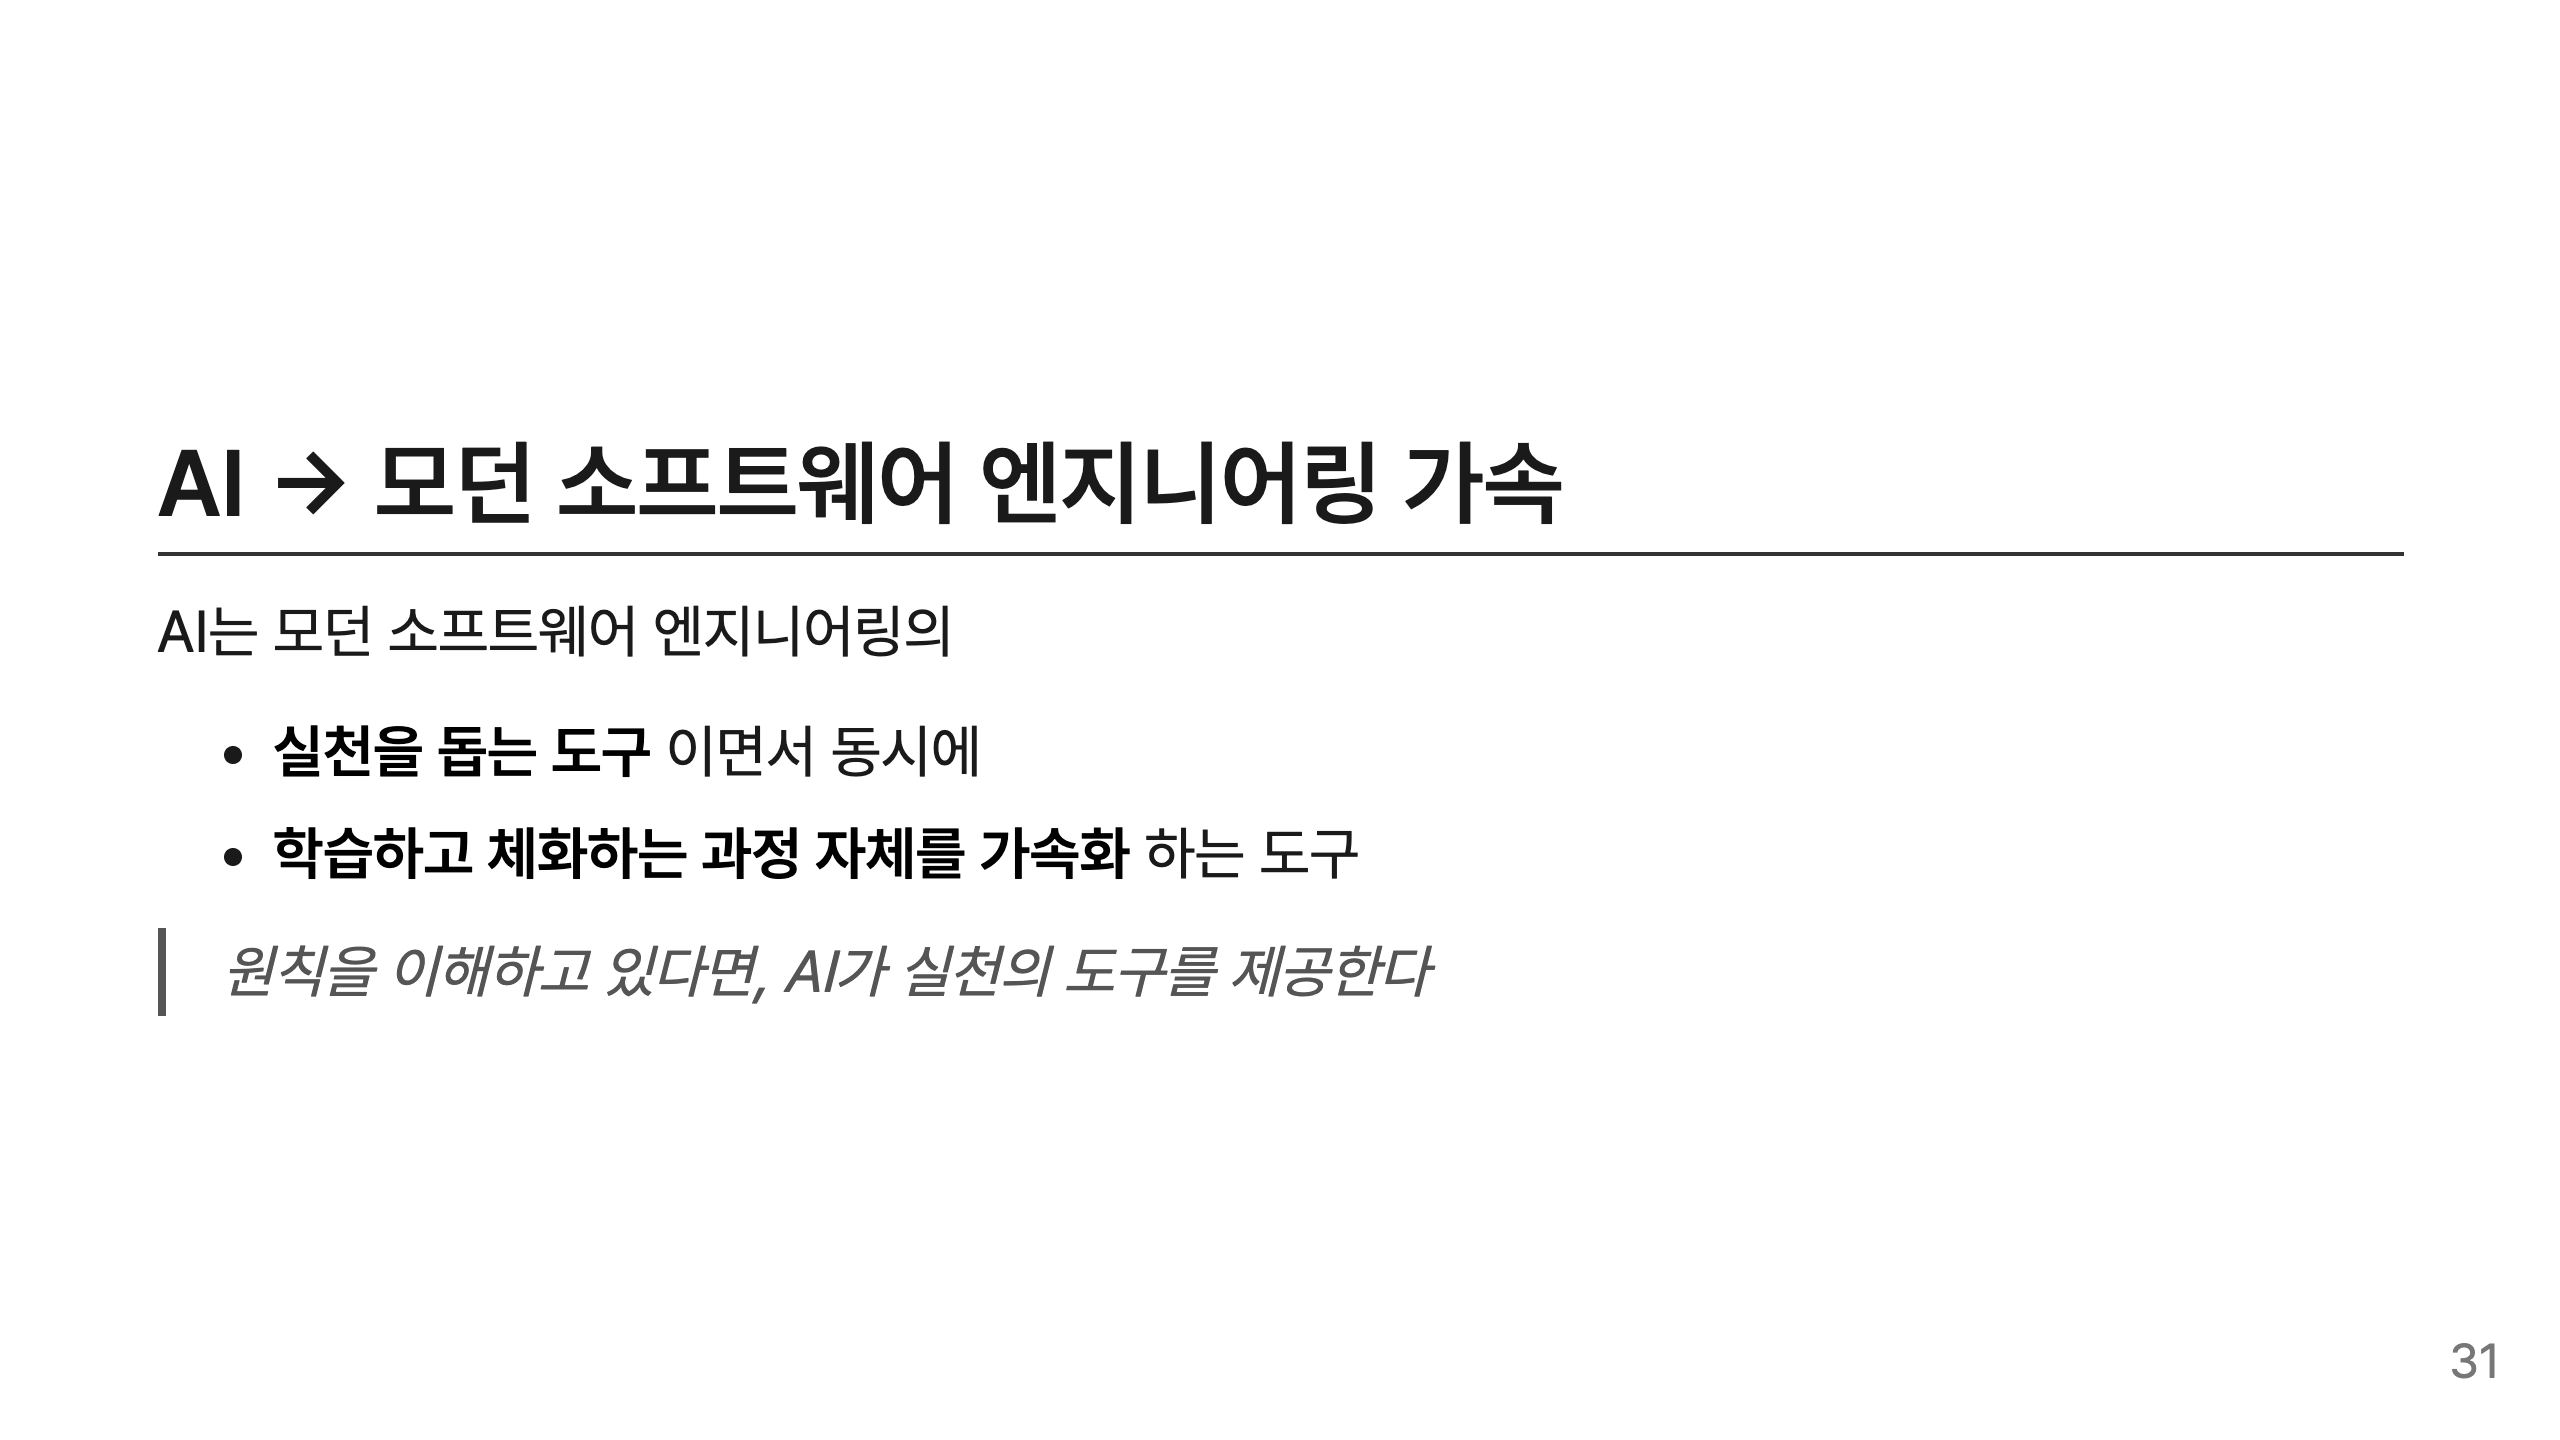 AI → 모던 소프트웨어 엔지니어링 가속
AI는 모던 소프트웨어 엔지니어링의
• 실천을 돕는 도구 이면서 동시에
• 학습하고 체화하는 과정 자체를 가속화 하는 도구
원칙을 이해하고 있다면, AI가 실천의 도구를 제공한다
31